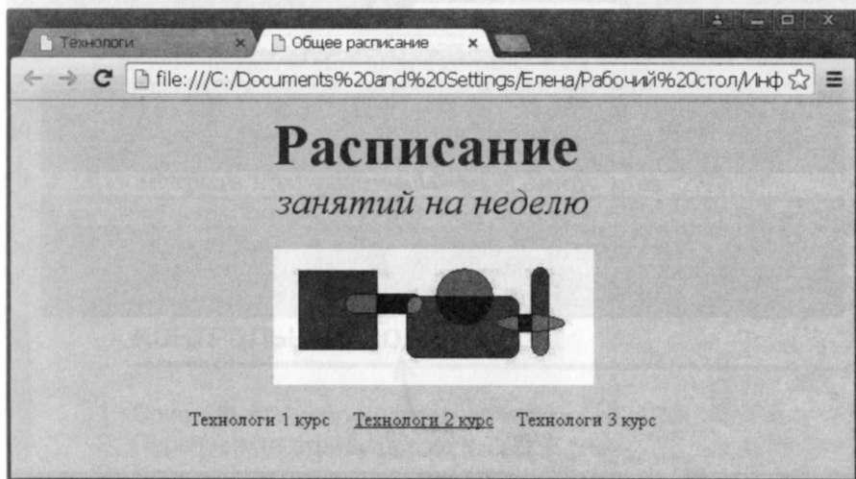 Технологи Общее расписание
file:///C:/Documents%20and%20Settings/Елена/Рабочий%20стол/Инф
Расписание
занятий на неделю
Технологи 1 курс Технологи 2 курс Технологи 3 курс